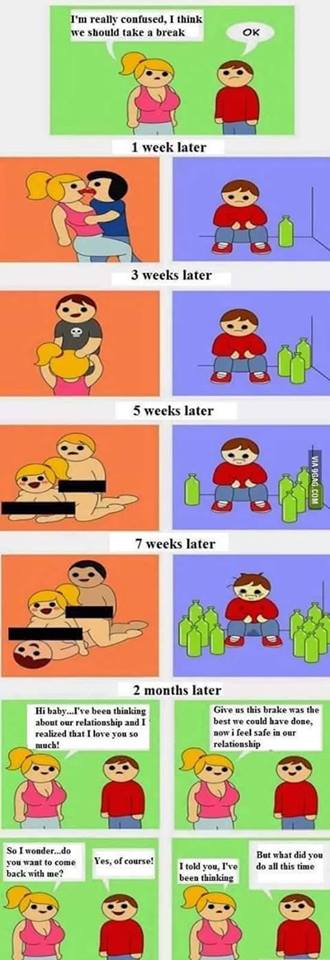 I'm really confused, I think
we should take a break
OK
1 week later
3 weeks later
5 weeks later
VIA 9GAG.COM
7 weeks later
2 months later
Hi baby...I've been thinking
about our relationship and I
realized that I love you so
much!
Give us this brake was the
best we could have done,
now i feel safe in our
relationship
So I wonder...do
you want to come
back with me?
Yes, of course!
But what did you
do all this time
I told you, I've
been thinking